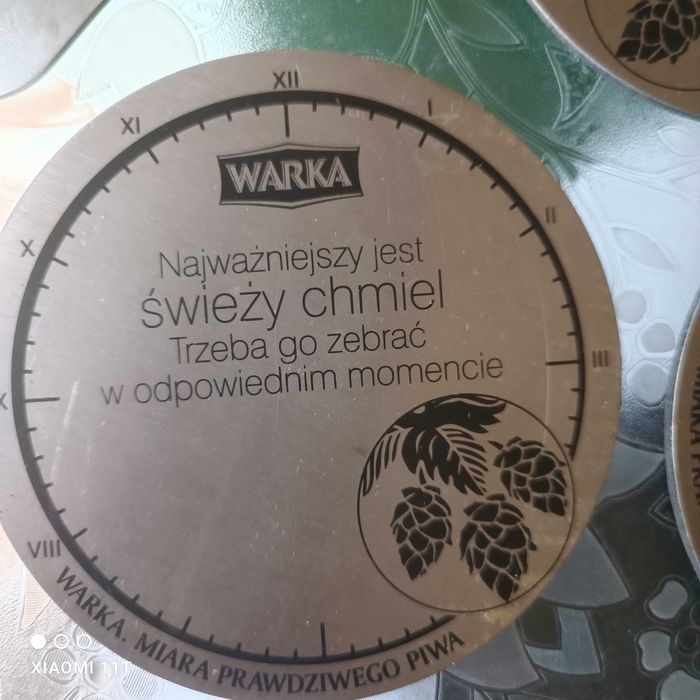 XII
XI
I
WARKA
X
II
Najważniejszy jest
świeży chmiel
Trzeba go zebrać
w odpowiednim momencie
III
VIII
WARKA. MIARA PRAWDZIWEGO PIWA
XIAOMI 11T